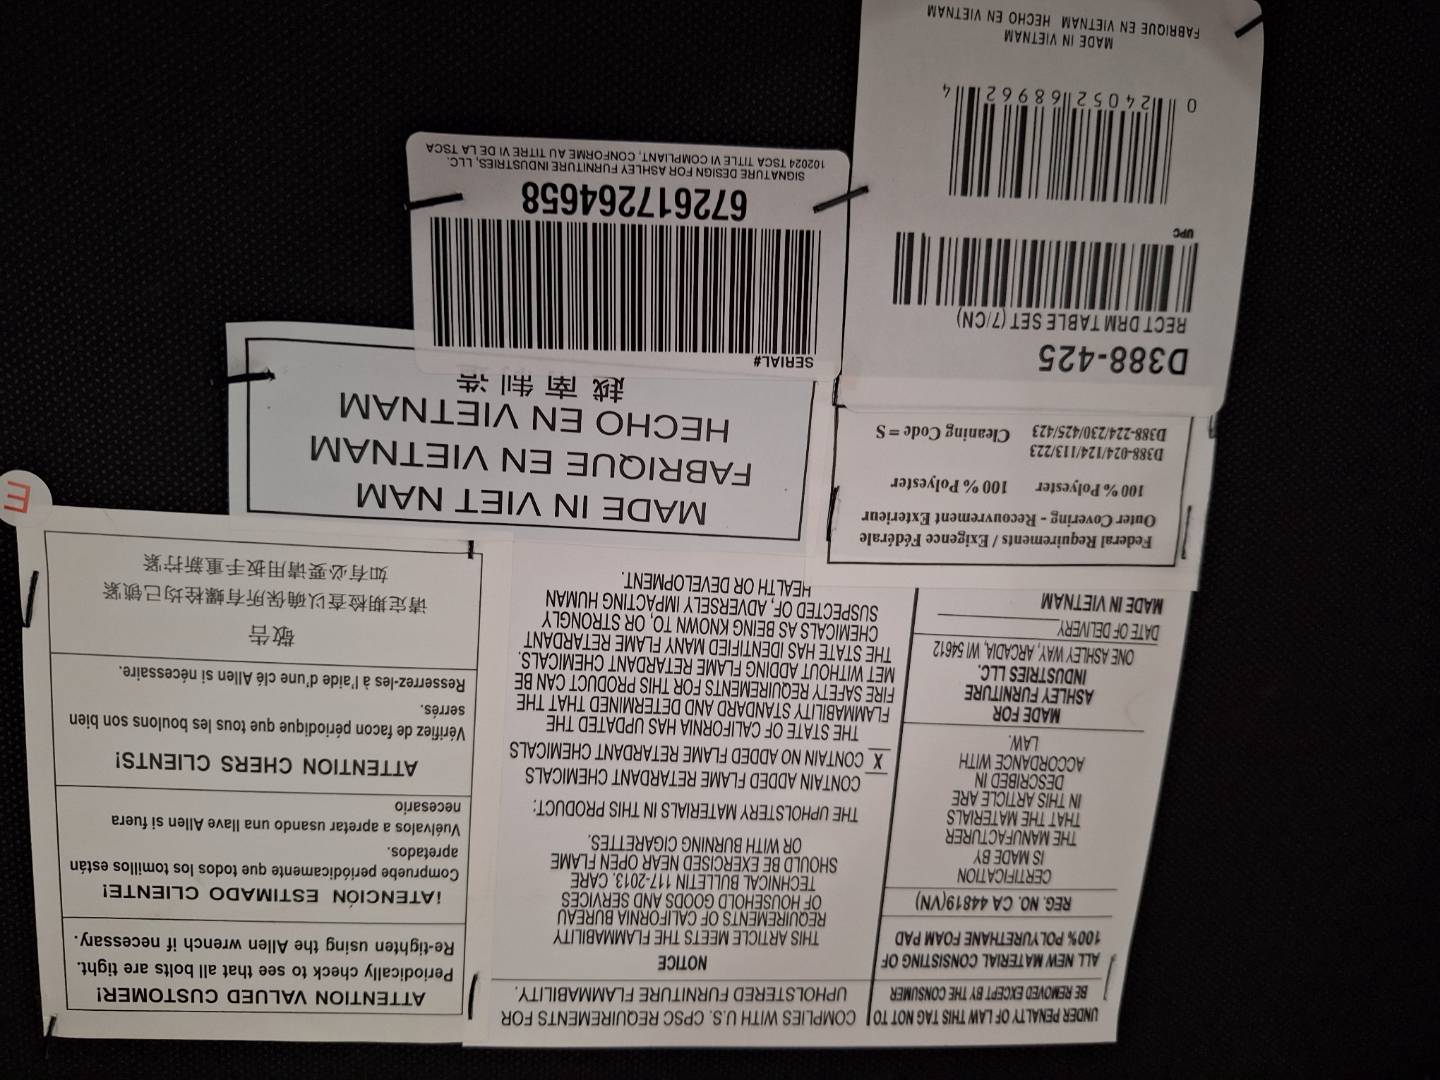 UNDER PENALTY OF LAW THIS TAG NOT TO
BE REMOVED EXCEPT BY THE CONSUMER
ALL NEW MATERIAL CONSISTING OF
100% POLYURETHANE FOAM PAD
REG. NO. CA 44819(VN)
CERTIFICATION
IS MADE BY
THE MANUFACTURER
THAT THE MATERIALS
IN THIS ARTICLE ARE
DESCRIBED IN
ACCORDANCE WITH
LAW.
MADE FOR
ASHLEY FURNITURE
INDUSTRIES LLC.
ONE ASHLEY WAY, ARCADIA, WI 54612
DATE OF DELIVERY
MADE IN VIETNAM
COMPLIES WITH U.S. CPSC REQUIREMENTS FOR
UPHOLSTERED FURNITURE FLAMMABILITY.
NOTICE
THIS ARTICLE MEETS THE FLAMMABILITY
REQUIREMENTS OF CALIFORNIA BUREAU
OF HOUSEHOLD GOODS AND SERVICES
TECHNICAL BULLETIN 117-2013. CARE
SHOULD BE EXERCISED NEAR OPEN FLAME
OR WITH BURNING CIGARETTES.
THE UPHOLSTERY MATERIALS IN THIS PRODUCT:
CONTAIN ADDED FLAME RETARDANT CHEMICALS
X CONTAIN NO ADDED FLAME RETARDANT CHEMICALS
THE STATE OF CALIFORNIA HAS UPDATED THE
FLAMMABILITY STANDARD AND DETERMINED THAT THE
FIRE SAFETY REQUIREMENTS FOR THIS PRODUCT CAN BE
MET WITHOUT ADDING FLAME RETARDANT CHEMICALS.
THE STATE HAS IDENTIFIED MANY FLAME RETARDANT
CHEMICALS AS BEING KNOWN TO, OR STRONGLY
SUSPECTED OF, ADVERSELY IMPACTING HUMAN
HEALTH OR DEVELOPMENT.
ATTENTION VALUED CUSTOMER!
Periodically check to see that all bolts are tight.
Re-tighten using the Allen wrench if necessary.
¡ATENCIÓN ESTIMADO CLIENTE!
Compruebe periódicamente que todos los tornillos están
apretados.
Vuélvalos a apretar usando una llave Allen si fuera
necesario
ATTENTION CHERS CLIENTS!
Vérifiez de facon périodique que tous les boulons son bien
serrés.
Resserrez-les à l'aide d'une clé Allen si nécessaire.
敬告
请定期检查以确保所有螺栓均已锁紧
如有必要请用扳手重新拧紧
E
Federal Requirements / Exigence Fédérale
Outer Covering - Recouvrement Exterieur
100 % Polyester 100 % Polyester
D388-024/124/113/223
D388-224/230/425/423 Cleaning Code = S
MADE IN VIET NAM
FABRIQUE EN VIETNAM
HECHO EN VIETNAM
越南制造
SERIAL#
672617264658
SIGNATURE DESIGN FOR ASHLEY FURNITURE INDUSTRIES, LLC.
102024 TSCA TITLE VI COMPLIANT, CONFORME AU TITRE VI DE LA TSCA
D388-425
RECT DRM TABLE SET (7/CN)
UPC
0 24052 68962 4
MADE IN VIETNAM
FABRIQUE EN VIETNAM HECHO EN VIETNAM